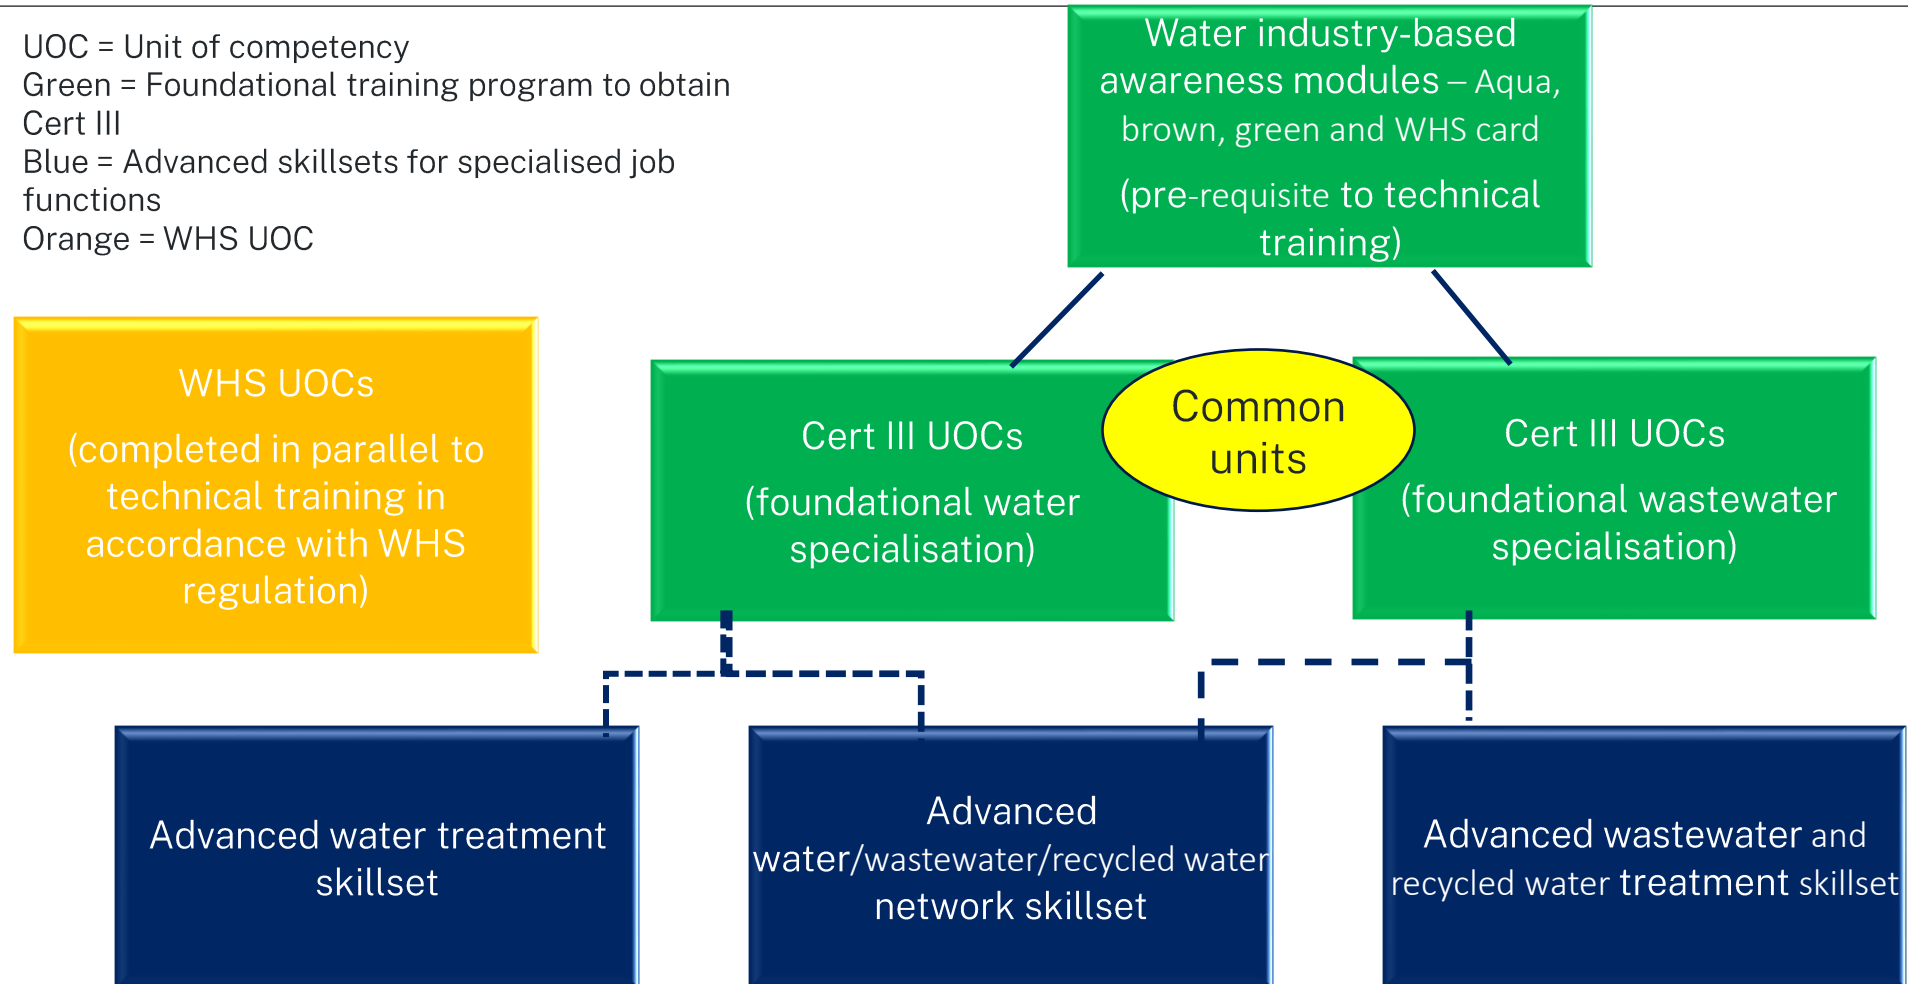 UOC = Unit of competency
Green = Foundational training program to obtain
Cert III
Blue = Advanced skillsets for specialised job
functions
Orange = WHS UOC
Water industry-based
awareness modules – Aqua,
brown, green and WHS card
(pre-requisite to technical
training)
WHS UOCs
(completed in parallel to
technical training in
accordance with WHS
regulation)
Cert III UOCs
(foundational water
specialisation)
Common
units
Cert III UOCs
(foundational wastewater
specialisation)
Advanced water treatment
skillset
Advanced
water/wastewater/recycled water
network skillset
Advanced wastewater and
recycled water treatment skillset